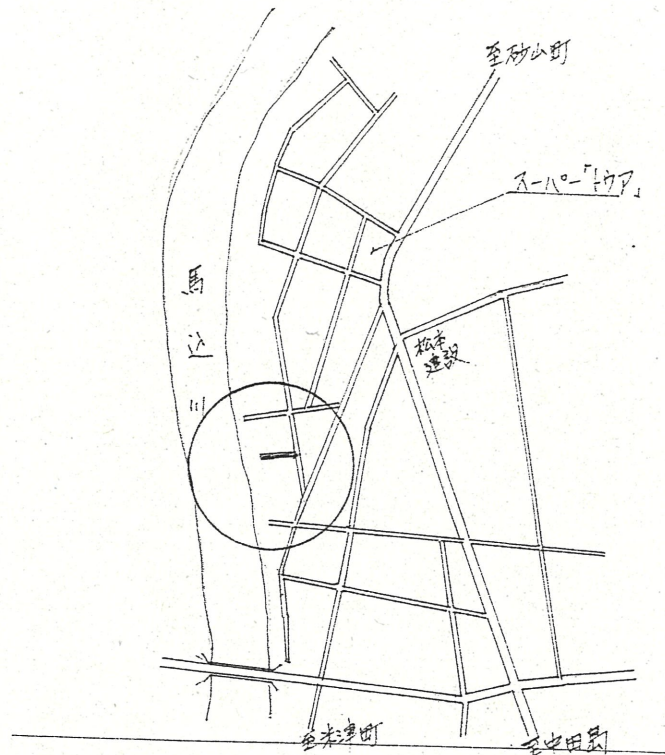 至砂山町
スーパー「トウア」
馬込川
松本
建設
至米津町
至中田島